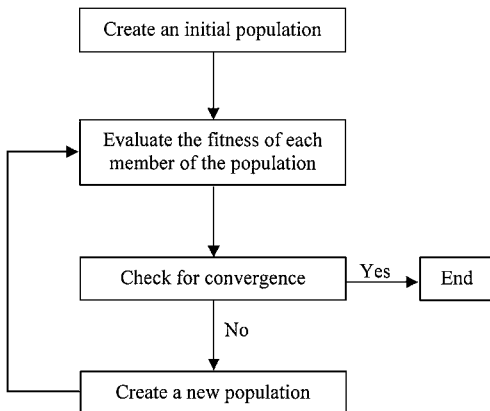 Create an initial population
Evaluate the fitness of each
member of the population
Check for convergence
Yes
End
No
Create a new population